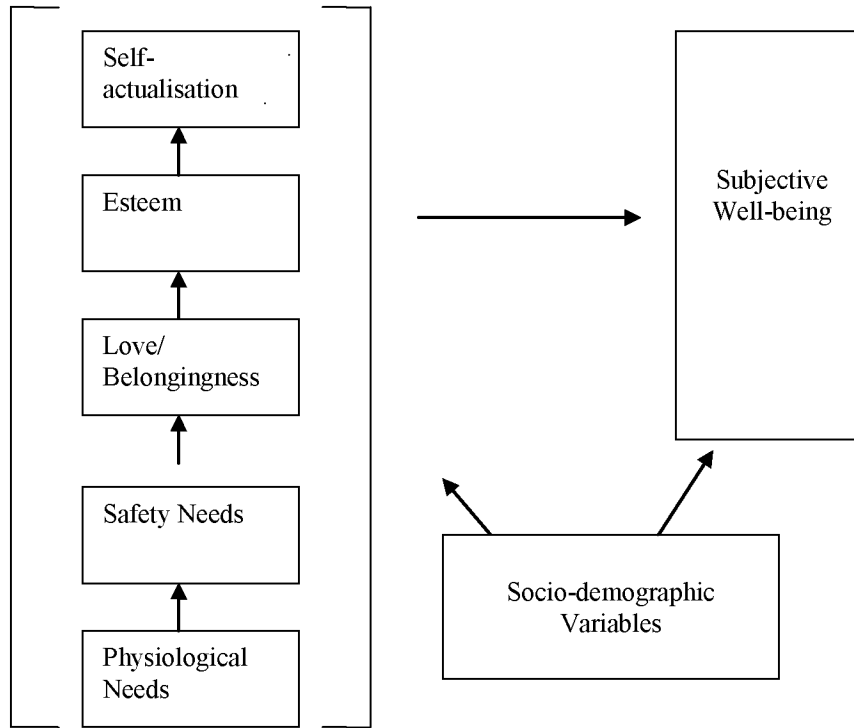 Self-
actualisation
Esteem
Love/
Belongingness
Safety Needs
Physiological
Needs
Subjective
Well-being
Socio-demographic
Variables